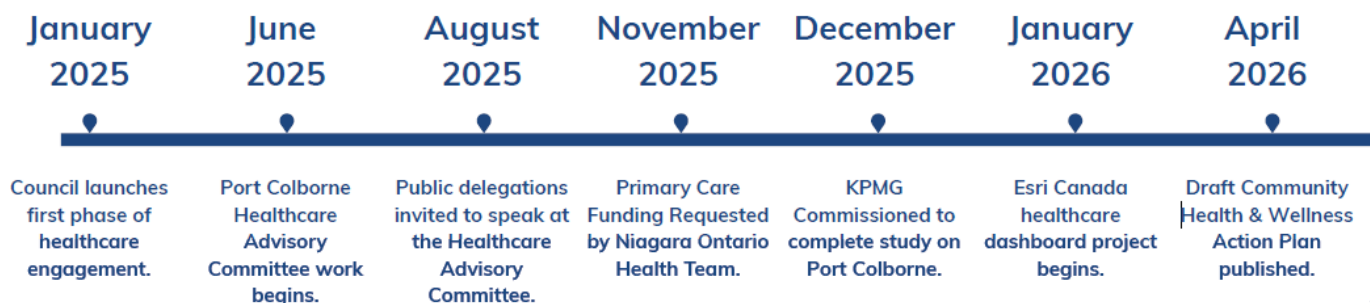 January
2025
June
2025
August
2025
November
2025
December
2025
January
2026
April
2026
Council launches
first phase of
healthcare
engagement.
Port Colborne
Healthcare
Advisory
Committee work
begins.
Public delegations
invited to speak at
the Healthcare
Advisory
Committee.
Primary Care
Funding Requested
by Niagara Ontario
Health Team.
KPMG
Commissioned to
complete study on
Port Colborne.
Esri Canada
healthcare
dashboard project
begins.
Draft Community
Health & Wellness
Action Plan
published.